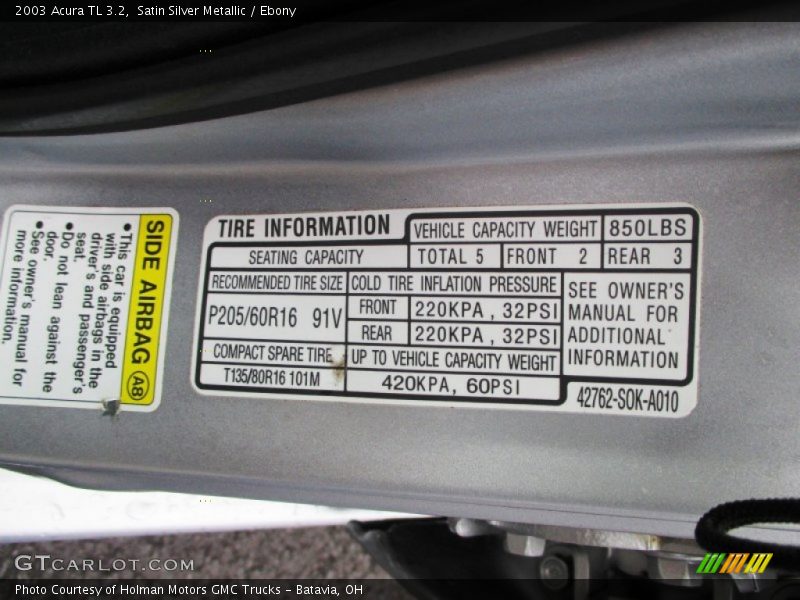 2003 Acura TL 3.2,  Satin Silver Metallic / Ebony
SIDE AIRBAG A8
•This car is equipped
with side airbags in the
driver's and passenger's
seat.
•Do not lean against the
door.
•See owner's manual for
more information.
TIRE INFORMATION
VEHICLE CAPACITY WEIGHT 850LBS
SEATING CAPACITY TOTAL 5 FRONT 2 REAR 3
RECOMMENDED TIRE SIZE COLD TIRE INFLATION PRESSURE
P205/60R16 91V
FRONT 220KPA, 32PSI
REAR 220KPA, 32PSI
SEE OWNER'S
MANUAL FOR
ADDITIONAL
INFORMATION
COMPACT SPARE TIRE UP TO VEHICLE CAPACITY WEIGHT
T135/80R16 101M 420KPA, 60PSI
42762-S0K-A010
GTCARLOT.COM
Photo Courtesy of Holman Motors GMC Trucks - Batavia, OH